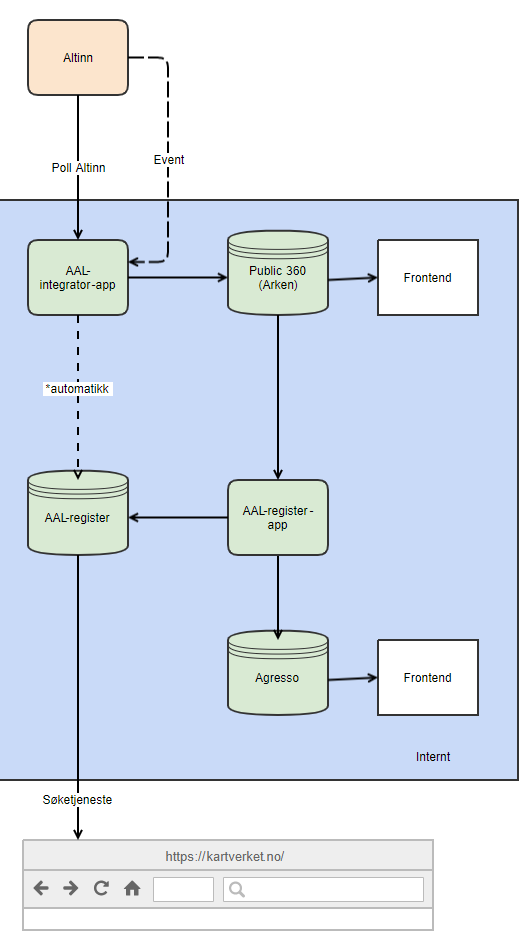 Altinn
Event
Poll Altinn
AAL-
integrator-app
Public 360
(Arken)
Frontend
*automatikk
AAL-register
AAL-register-
app
Agresso
Frontend
Internt
Søketjeneste
https://kartverket.no/